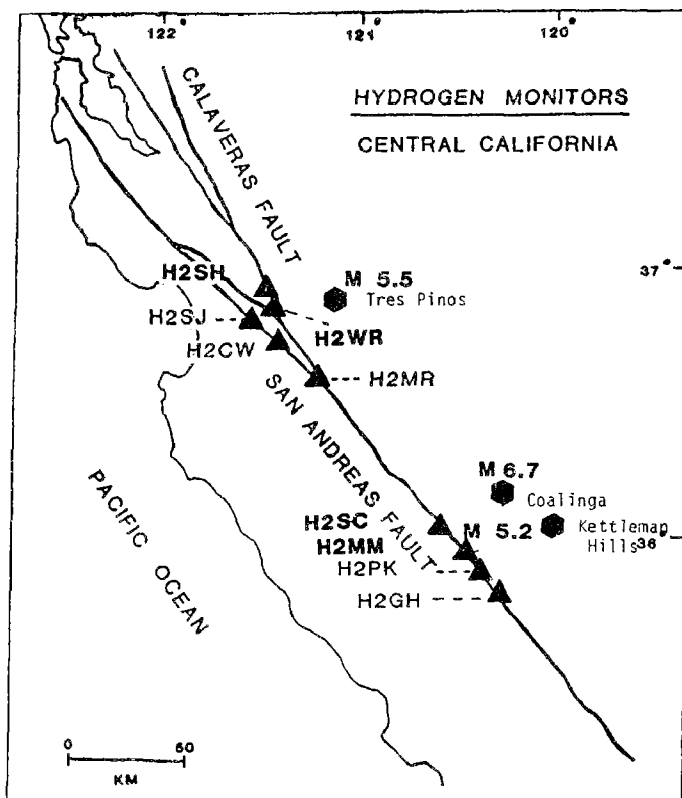 122
121
120
HYDROGEN MONITORS
CENTRAL CALIFORNIA
CALAVERAS FAULT
37°
H2SH
M 5.5
Tres Pinos
H2SJ
H2WR
H2CW
H2MR
SAN ANDREAS FAULT
PACIFIC OCEAN
M 6.7
Coalinga
H2SC
M 5.2
Kettleman
Hills
36°
H2MM
H2PK
H2GH
0
60
KM